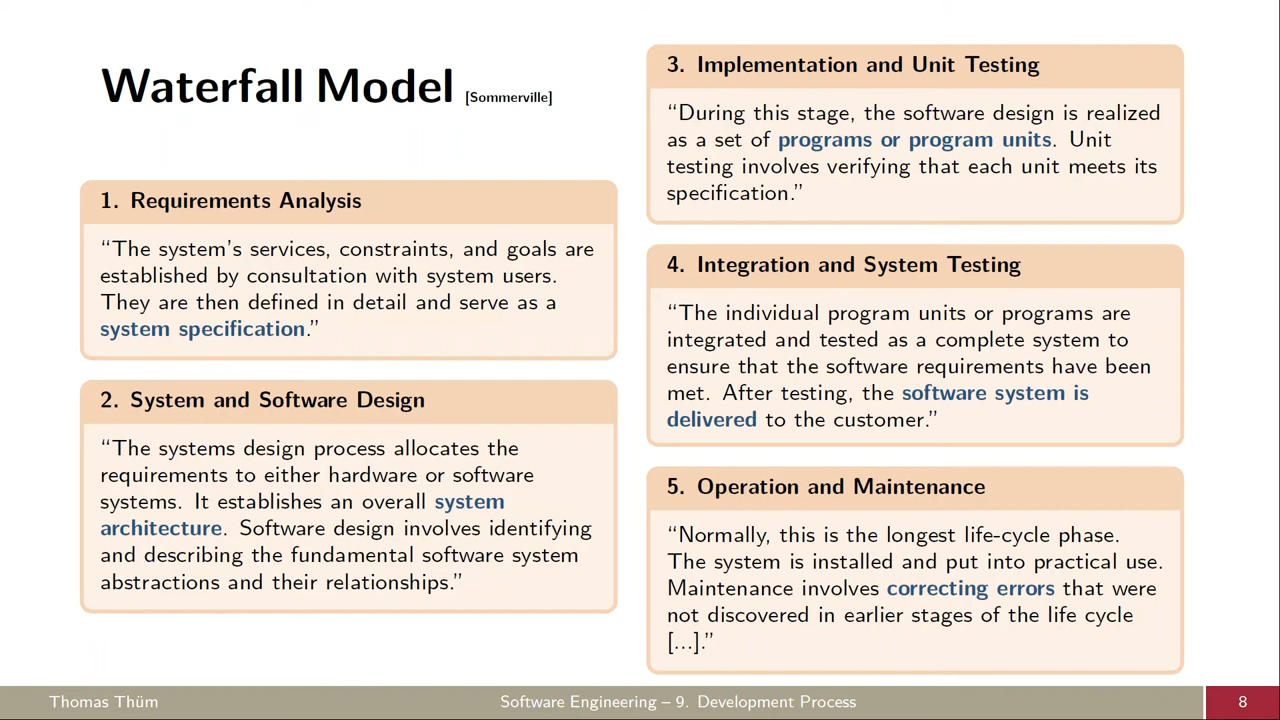 Waterfall Model [Sommerville]
1. Requirements Analysis
“The system’s services, constraints, and goals are
established by consultation with system users.
They are then defined in detail and serve as a
system specification.”
2. System and Software Design
“The systems design process allocates the
requirements to either hardware or software
systems. It establishes an overall system
architecture. Software design involves identifying
and describing the fundamental software system
abstractions and their relationships.”
3. Implementation and Unit Testing
“During this stage, the software design is realized
as a set of programs or program units. Unit
testing involves verifying that each unit meets its
specification.”
4. Integration and System Testing
“The individual program units or programs are
integrated and tested as a complete system to
ensure that the software requirements have been
met. After testing, the software system is
delivered to the customer.”
5. Operation and Maintenance
“Normally, this is the longest life-cycle phase.
The system is installed and put into practical use.
Maintenance involves correcting errors that were
not discovered in earlier stages of the life cycle
[...].”
Thomas Thüm
Software Engineering – 9. Development Process
8